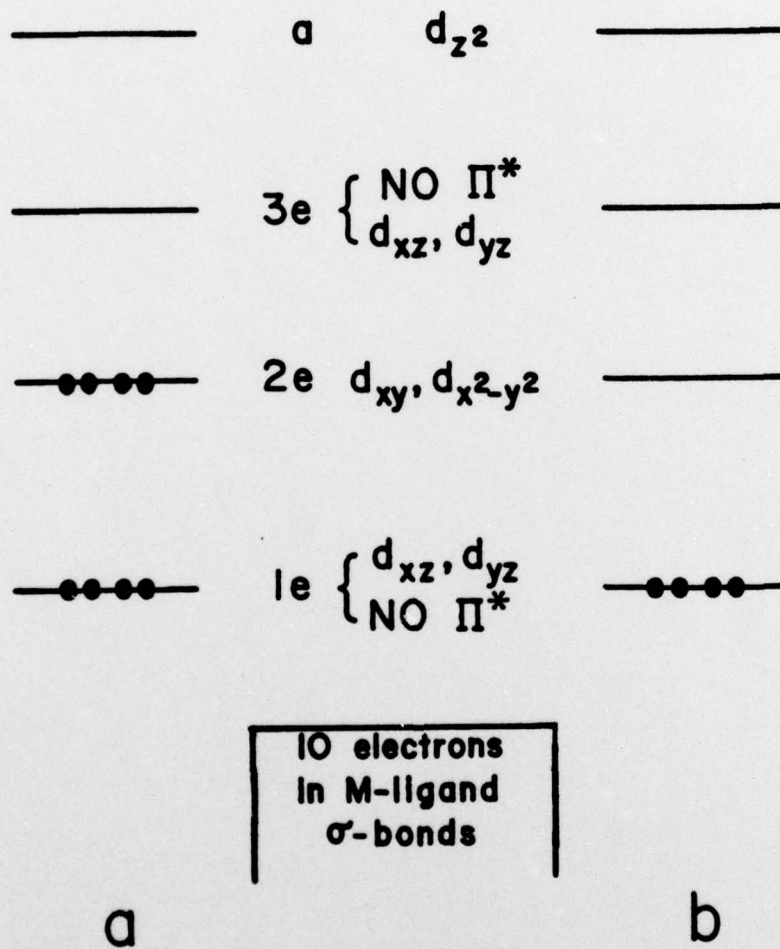 a d_z²
3e { NO Π*
d_xz, d_yz
2e d_xy, d_x²-y²
1e { d_xz, d_yz
NO Π*
10 electrons
in M-ligand
σ-bonds
a b